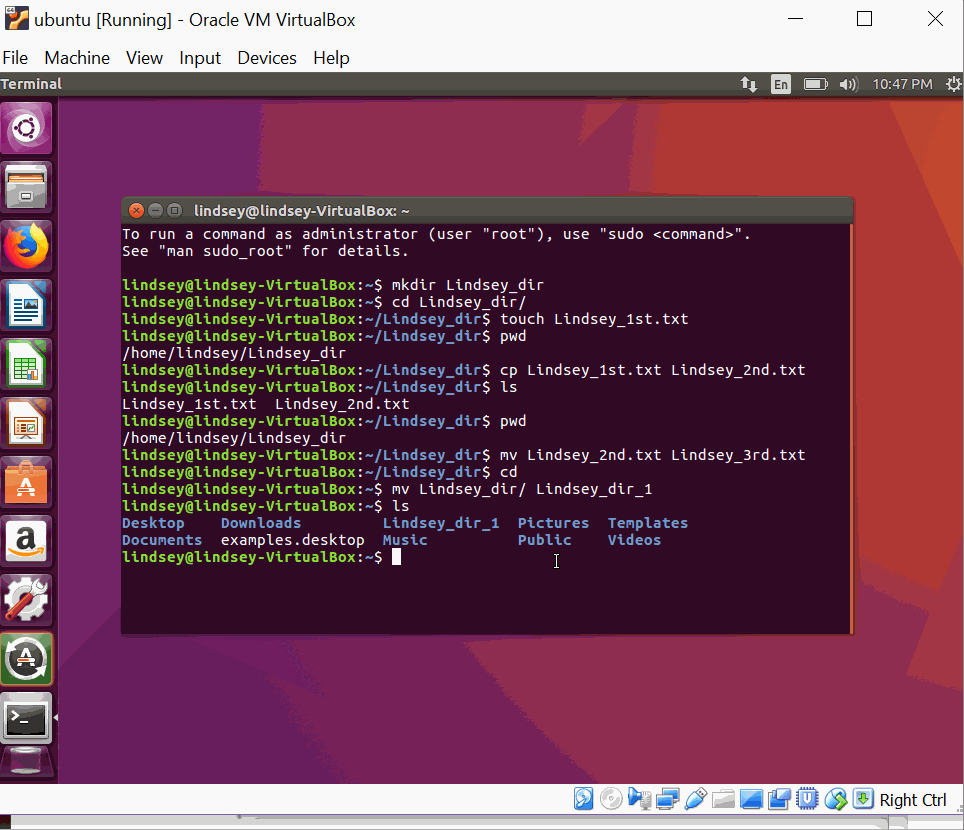 ubuntu [Running] - Oracle VM VirtualBox
File Machine View Input Devices Help
Terminal En 10:47 PM
lindsey@lindsey-VirtualBox: ~
To run a command as administrator (user "root"), use "sudo <command>".
See "man sudo_root" for details.
lindsey@lindsey-VirtualBox:~$ mkdir Lindsey_dir
lindsey@lindsey-VirtualBox:~$ cd Lindsey_dir/
lindsey@lindsey-VirtualBox:~/Lindsey_dir$ touch Lindsey_1st.txt
lindsey@lindsey-VirtualBox:~/Lindsey_dir$ pwd
/home/lindsey/Lindsey_dir
lindsey@lindsey-VirtualBox:~/Lindsey_dir$ cp Lindsey_1st.txt Lindsey_2nd.txt
lindsey@lindsey-VirtualBox:~/Lindsey_dir$ ls
Lindsey_1st.txt  Lindsey_2nd.txt
lindsey@lindsey-VirtualBox:~/Lindsey_dir$ pwd
/home/lindsey/Lindsey_dir
lindsey@lindsey-VirtualBox:~/Lindsey_dir$ mv Lindsey_2nd.txt Lindsey_3rd.txt
lindsey@lindsey-VirtualBox:~/Lindsey_dir$ cd
lindsey@lindsey-VirtualBox:~$ mv Lindsey_dir/ Lindsey_dir_1
lindsey@lindsey-VirtualBox:~$ ls
Desktop    Downloads         Lindsey_dir_1  Pictures  Templates
Documents  examples.desktop  Music          Public    Videos
lindsey@lindsey-VirtualBox:~$
Right Ctrl